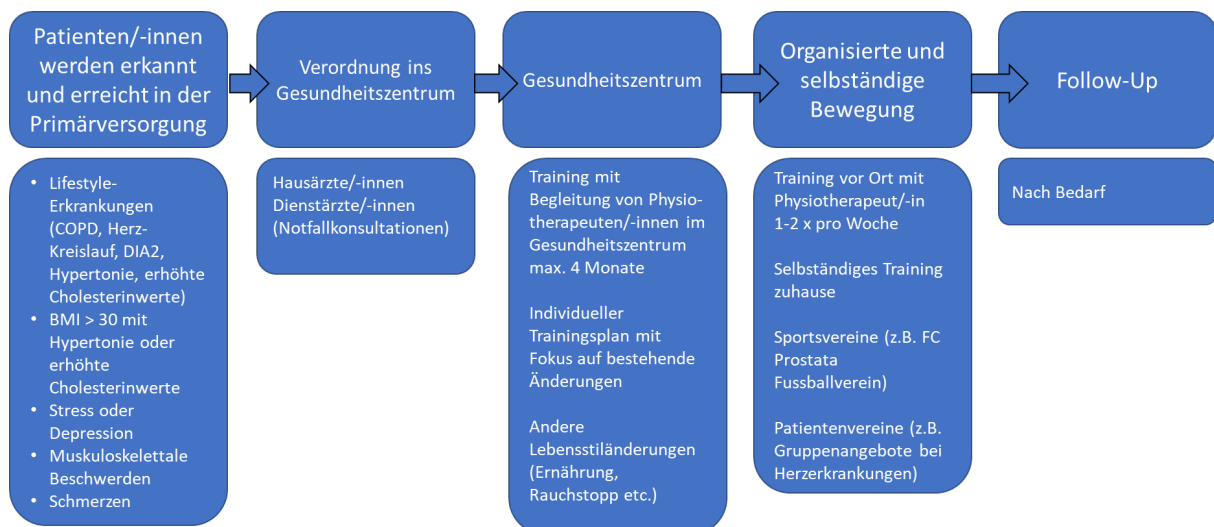 Patienten/-innen
werden erkannt
und erreicht in der
Primärversorgung
Verordnung ins
Gesundheitszentrum
Gesundheitszentrum
Organisierte und
selbständige
Bewegung
Follow-Up
• Lifestyle-
Erkrankungen
(COPD, Herz-
Kreislauf, DIA2,
Hypertonie, erhöhte
Cholesterinwerte)
• BMI > 30 mit
Hypertonie oder
erhöhte
Cholesterinwerte
• Stress oder
Depression
• Muskuloskelettale
Beschwerden
• Schmerzen
Hausärzte/-innen
Dienstärzte/-innen
(Notfallkonsultationen)
Training mit
Begleitung von Physio-
therapeuten/-innen im
Gesundheitszentrum
max. 4 Monate
Individueller
Trainingsplan mit
Fokus auf bestehende
Änderungen
Andere
Lebensstiländerungen
(Ernährung,
Rauchstopp etc.)
Training vor Ort mit
Physiotherapeut/-in
1-2 x pro Woche
Selbständiges Training
zuhause
Sportsvereine (z.B. FC
Prostata
Fussballverein)
Patientenvereine (z.B.
Gruppenangebote bei
Herzerkrankungen)
Nach Bedarf